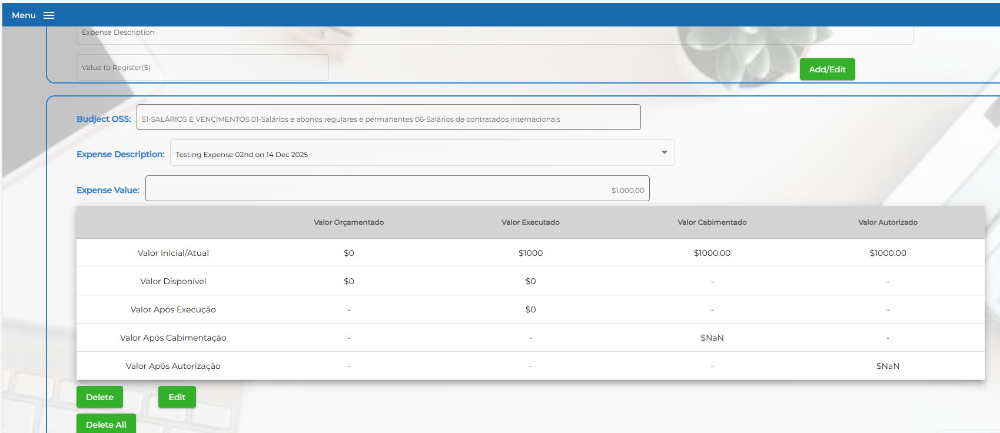 Menu
Expense Description
Value to Register($)
Add/Edit
Budject OSS: 51-SALÁRIOS E VENCIMENTOS 01-Salários e abonos regulares e permanentes 06-Salários de contratados internacionais
Expense Description: Testing Expense 02nd on 14 Dec 2025
Expense Value: $1.000,00
Valor Orçamentado Valor Executado Valor Cabimentado Valor Autorizado
Valor Inicial/Atual $0 $1000 $1000.00 $1000.00
Valor Disponível $0 $0 - -
Valor Após Execução - $0 - -
Valor Após Cabimentação - - $NaN -
Valor Após Autorização - - - $NaN
Delete Edit
Delete All